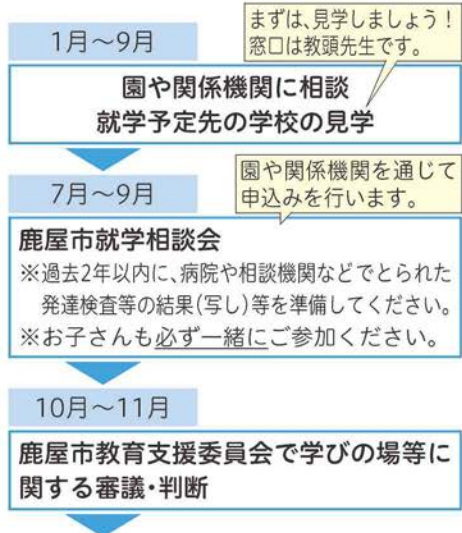 1月～9月
まずは、見学しましょう！
窓口は教頭先生です。
園や関係機関に相談
就学予定先の学校の見学
7月～9月
園や関係機関を通じて
申込みを行います。
鹿屋市就学相談会
※過去2年以内に、病院や相談機関などでとられた
発達検査等の結果(写し)等を準備してください。
※お子さんも必ず一緒にご参加ください。
10月～11月
鹿屋市教育支援委員会で学びの場等に
関する審議・判断